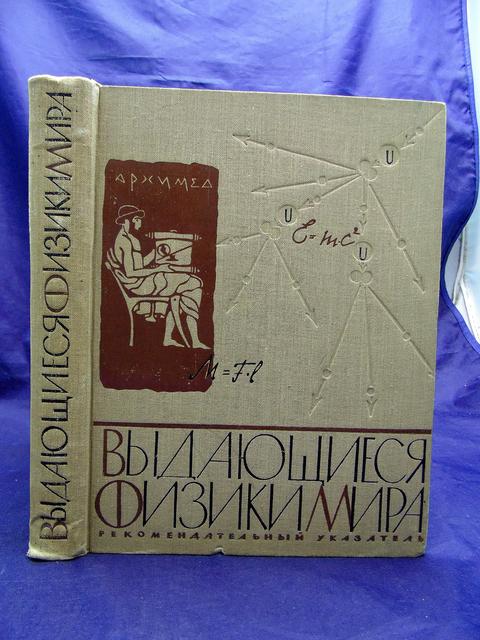 ВЫДАЮЩИЕСЯ ФИЗИКИ МИРА
АРХИМЕД
U
U
E=mc²
U
M=F·l
ВЫДАЮЩИЕСЯ
ФИЗИКИ МИРА
РЕКОМЕНДАТЕЛЬНЫЙ УКАЗАТЕЛЬ